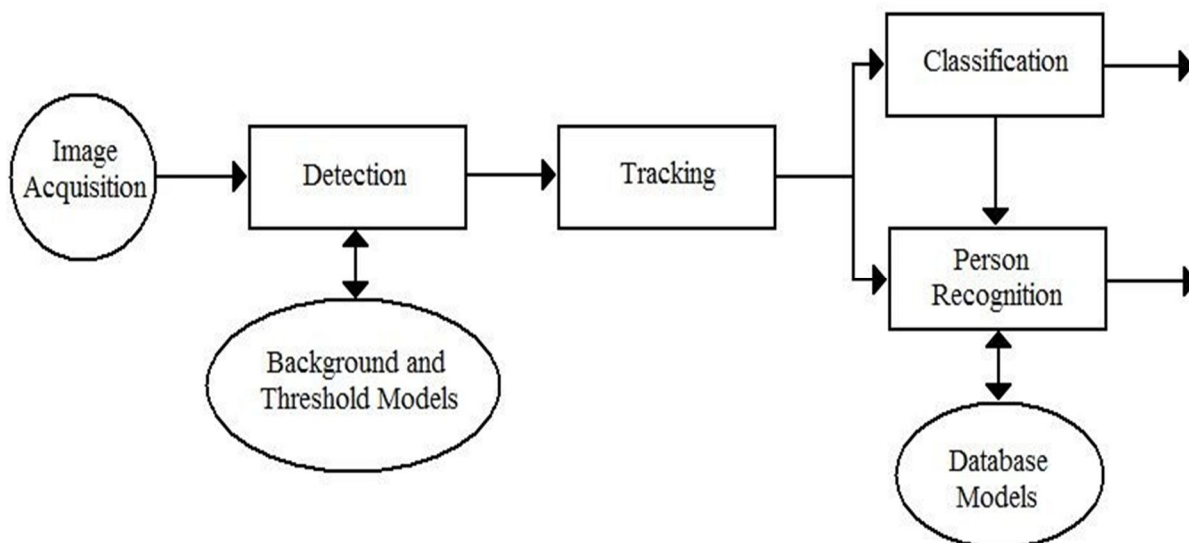 Image
Acquisition
Detection
Tracking
Classification
Person
Recognition
Background and
Threshold Models
Database
Models